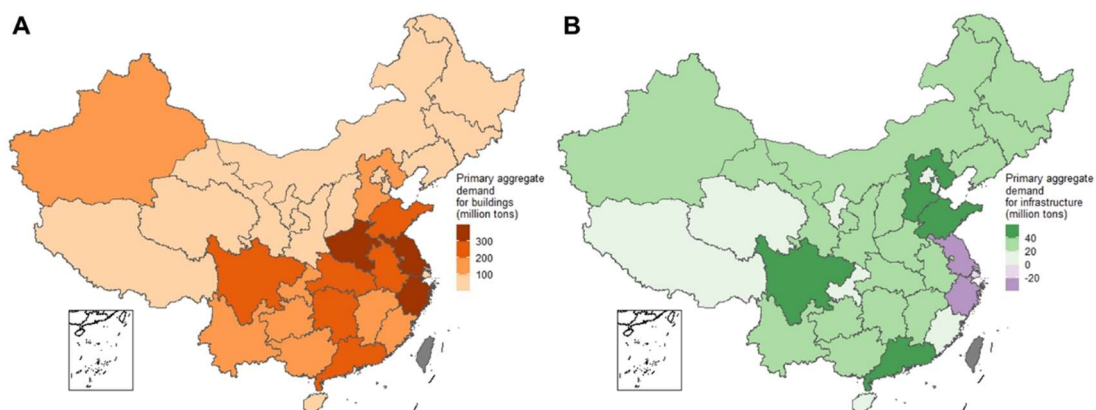 A
B
Primary aggregate
demand
for buildings
(million tons)
300
200
100
Primary aggregate
demand
for infrastructure
(million tons)
40
20
0
-20